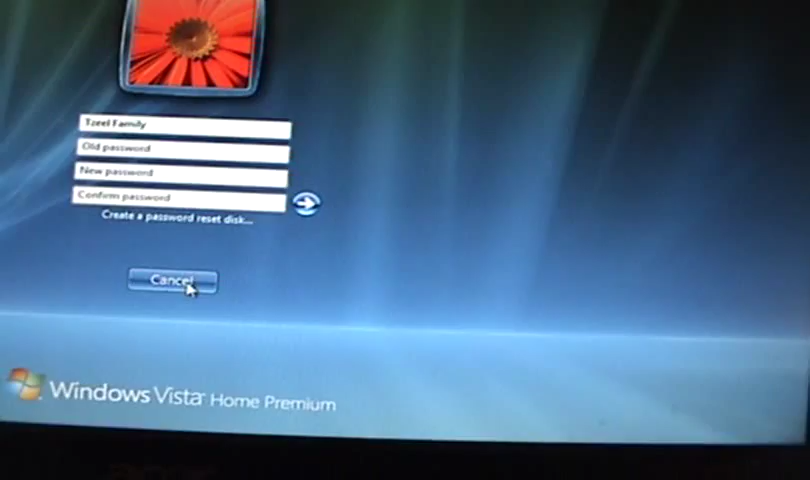 Tzeel Family
Old password
New password
Confirm password
Create a password reset disk...
Cancel
Windows Vista Home Premium